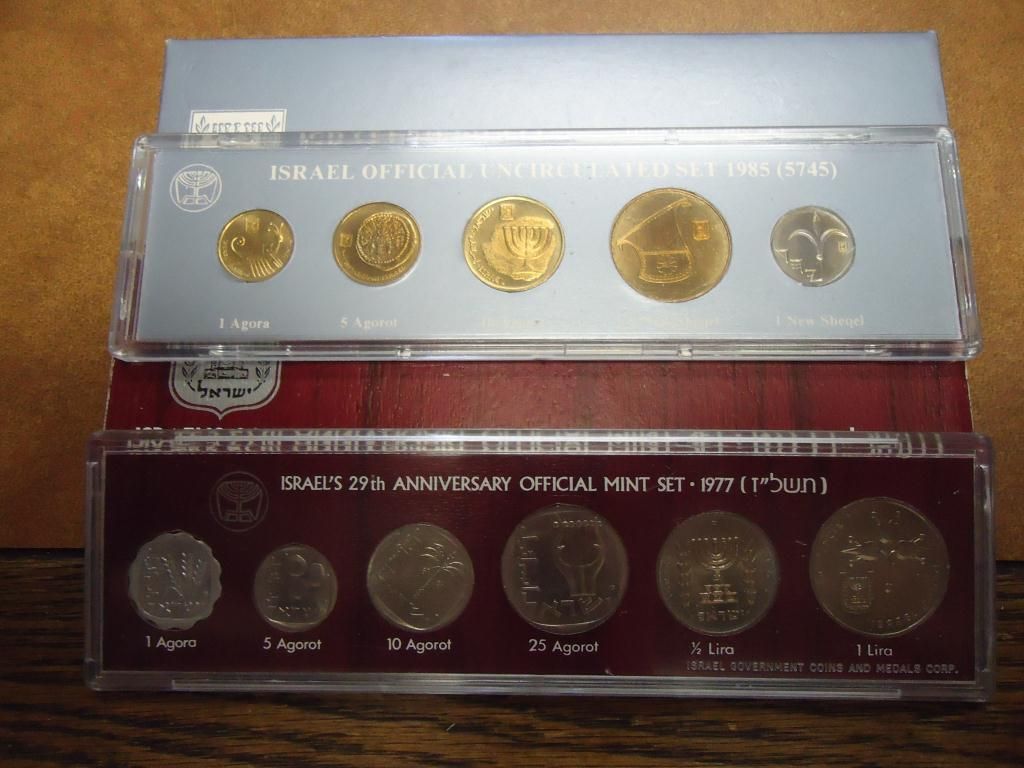 ISRAEL OFFICIAL UNCIRCULATED SET 1985 (5745)
1 Agora
5 Agorot
1 New Sheqel
ישראל
ISRAEL'S 29th ANNIVERSARY OFFICIAL MINT SET • 1977 (תשל״ז)
1 Agora
5 Agorot
10 Agorot
25 Agorot
½ Lira
1 Lira
ISRAEL GOVERNMENT COINS AND MEDALS CORP.